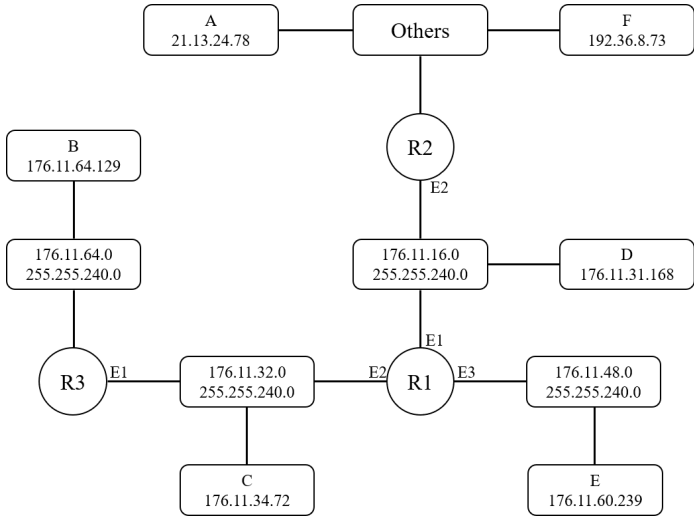 A
21.13.24.78
Others
F
192.36.8.73
B
176.11.64.129
R2
E2
176.11.64.0
255.255.240.0
176.11.16.0
255.255.240.0
D
176.11.31.168
E1
R3
E1
176.11.32.0
255.255.240.0
E2
R1
E3
176.11.48.0
255.255.240.0
C
176.11.34.72
E
176.11.60.239